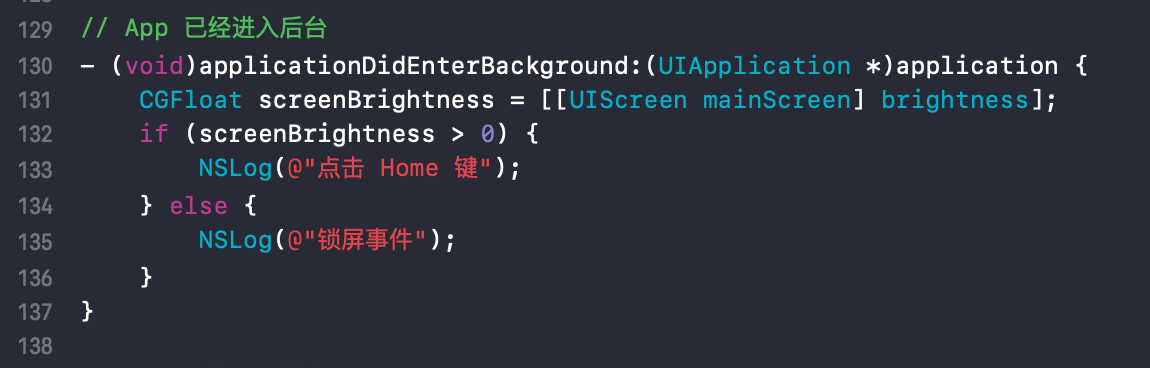 129 // App 已经进入后台
130 - (void)applicationDidEnterBackground:(UIApplication *)application {
131     CGFloat screenBrightness = [[UIScreen mainScreen] brightness];
132     if (screenBrightness > 0) {
133         NSLog(@"点击 Home 键");
134     } else {
135         NSLog(@"锁屏事件");
136     }
137 }
138